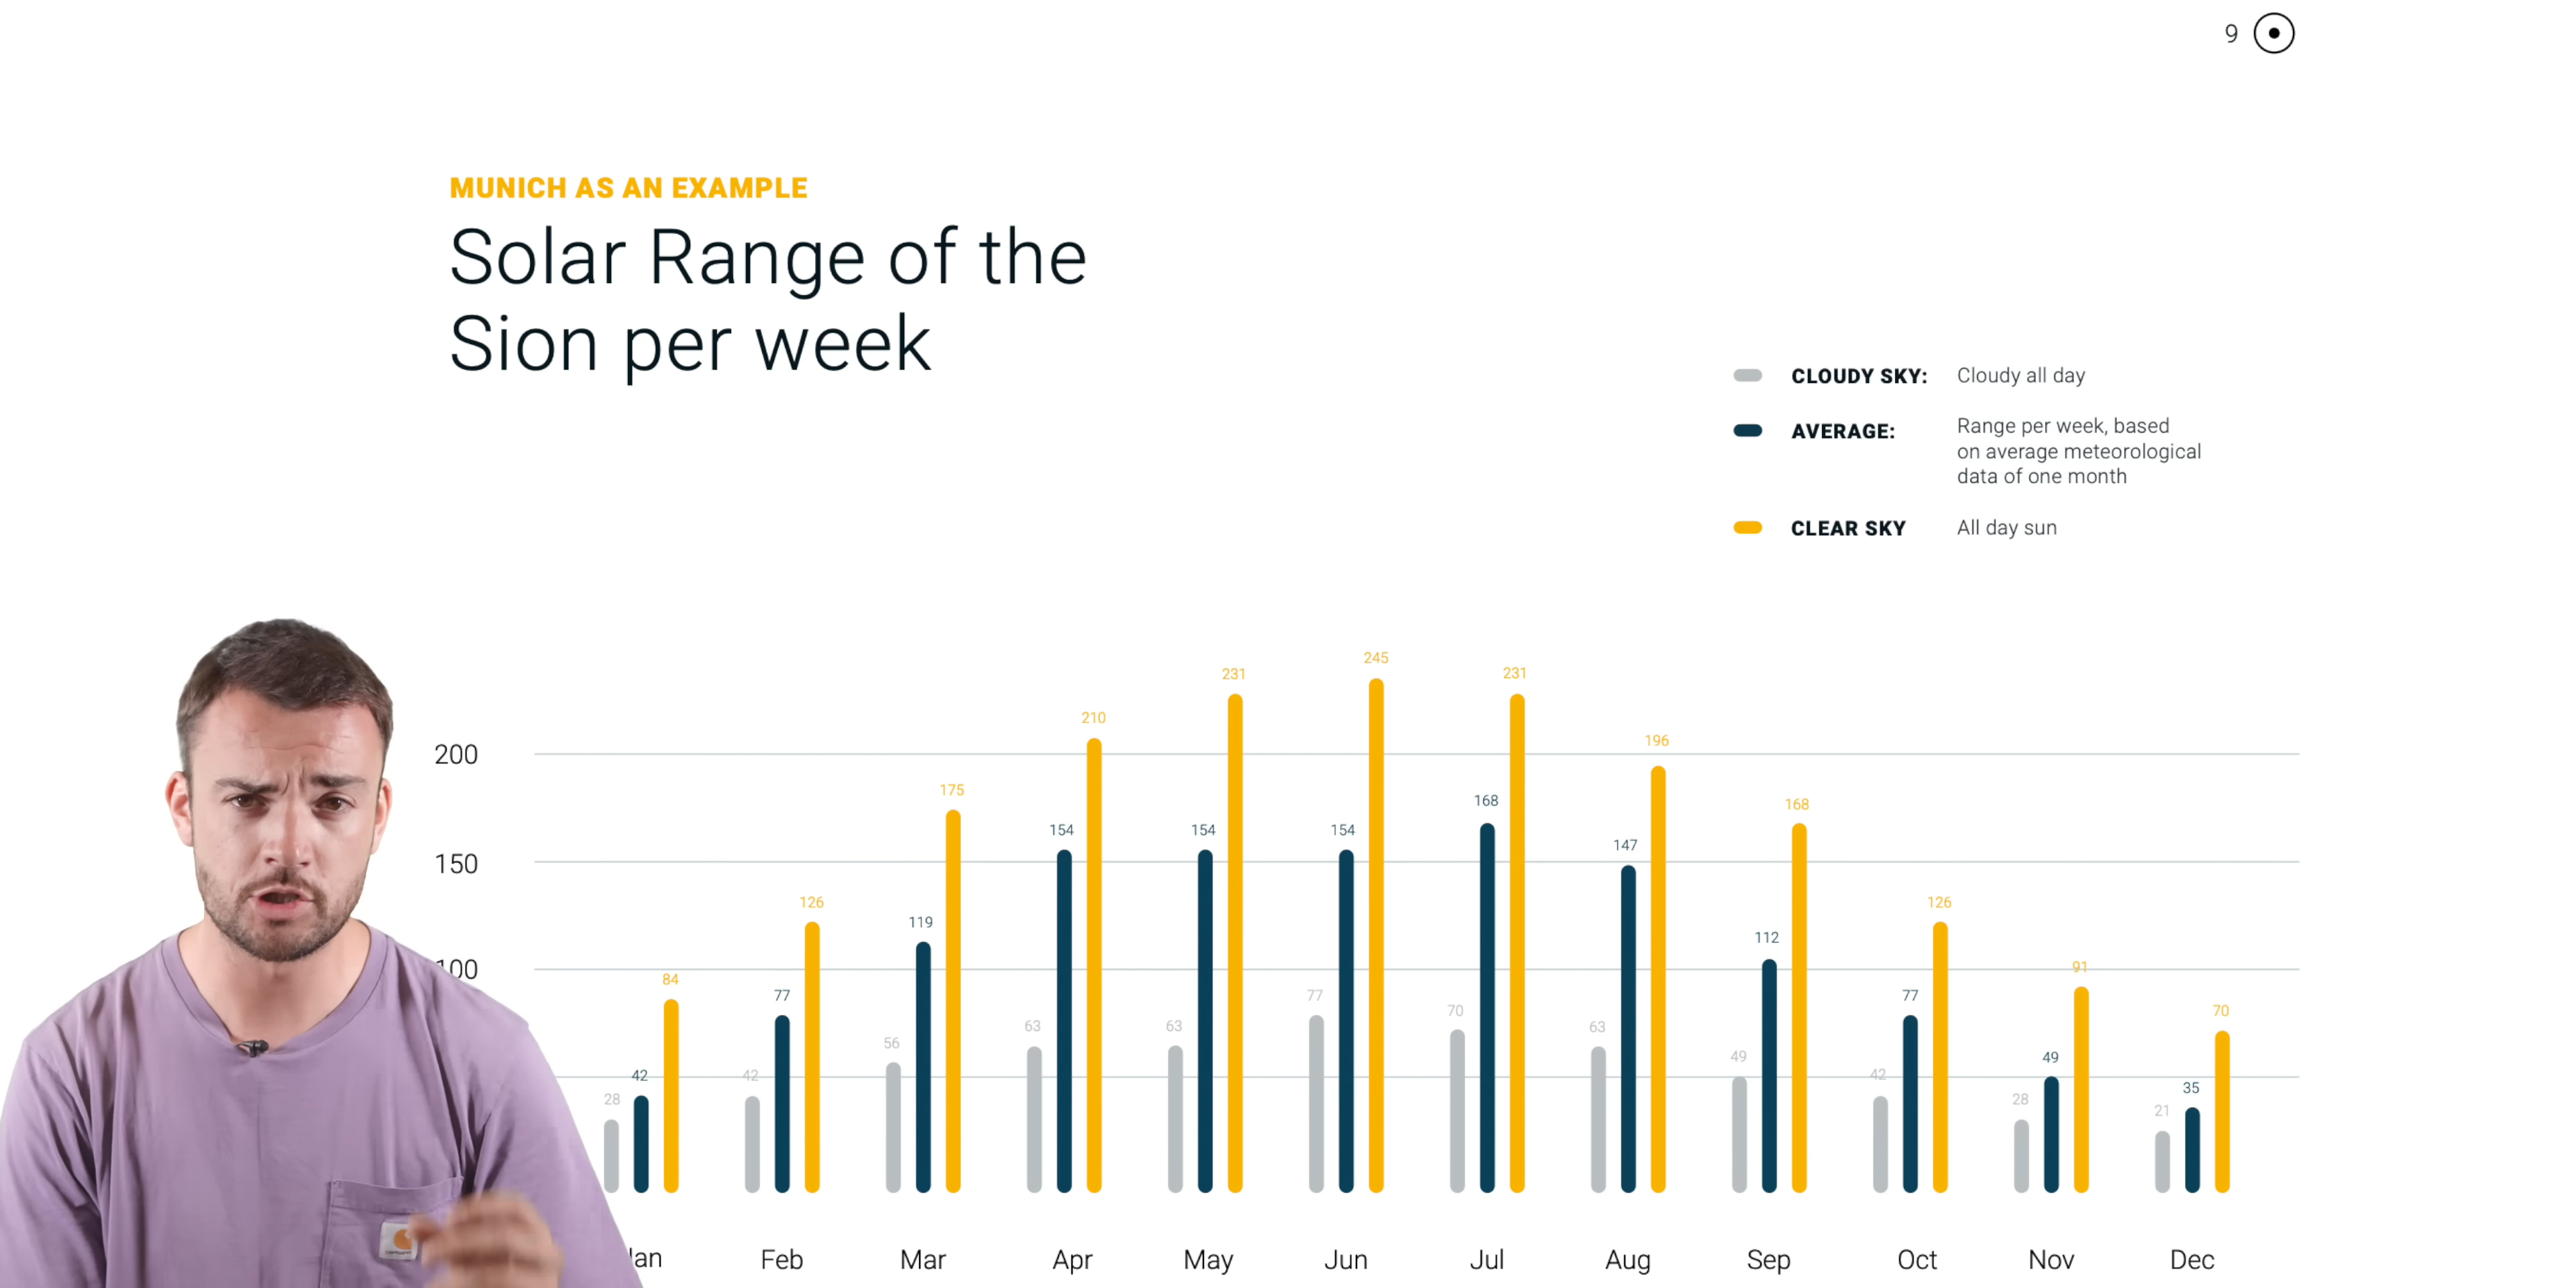 9
MUNICH AS AN EXAMPLE
Solar Range of the
Sion per week
CLOUDY SKY: Cloudy all day
AVERAGE: Range per week, based
on average meteorological
data of one month
CLEAR SKY All day sun
200
150
100
28 42 84
42 77 126
56 119 175
63 154 210
63 154 231
77 154 245
70 168 231
63 147 196
49 112 168
42 77 126
28 49 91
21 35 70
Jan Feb Mar Apr May Jun Jul Aug Sep Oct Nov Dec